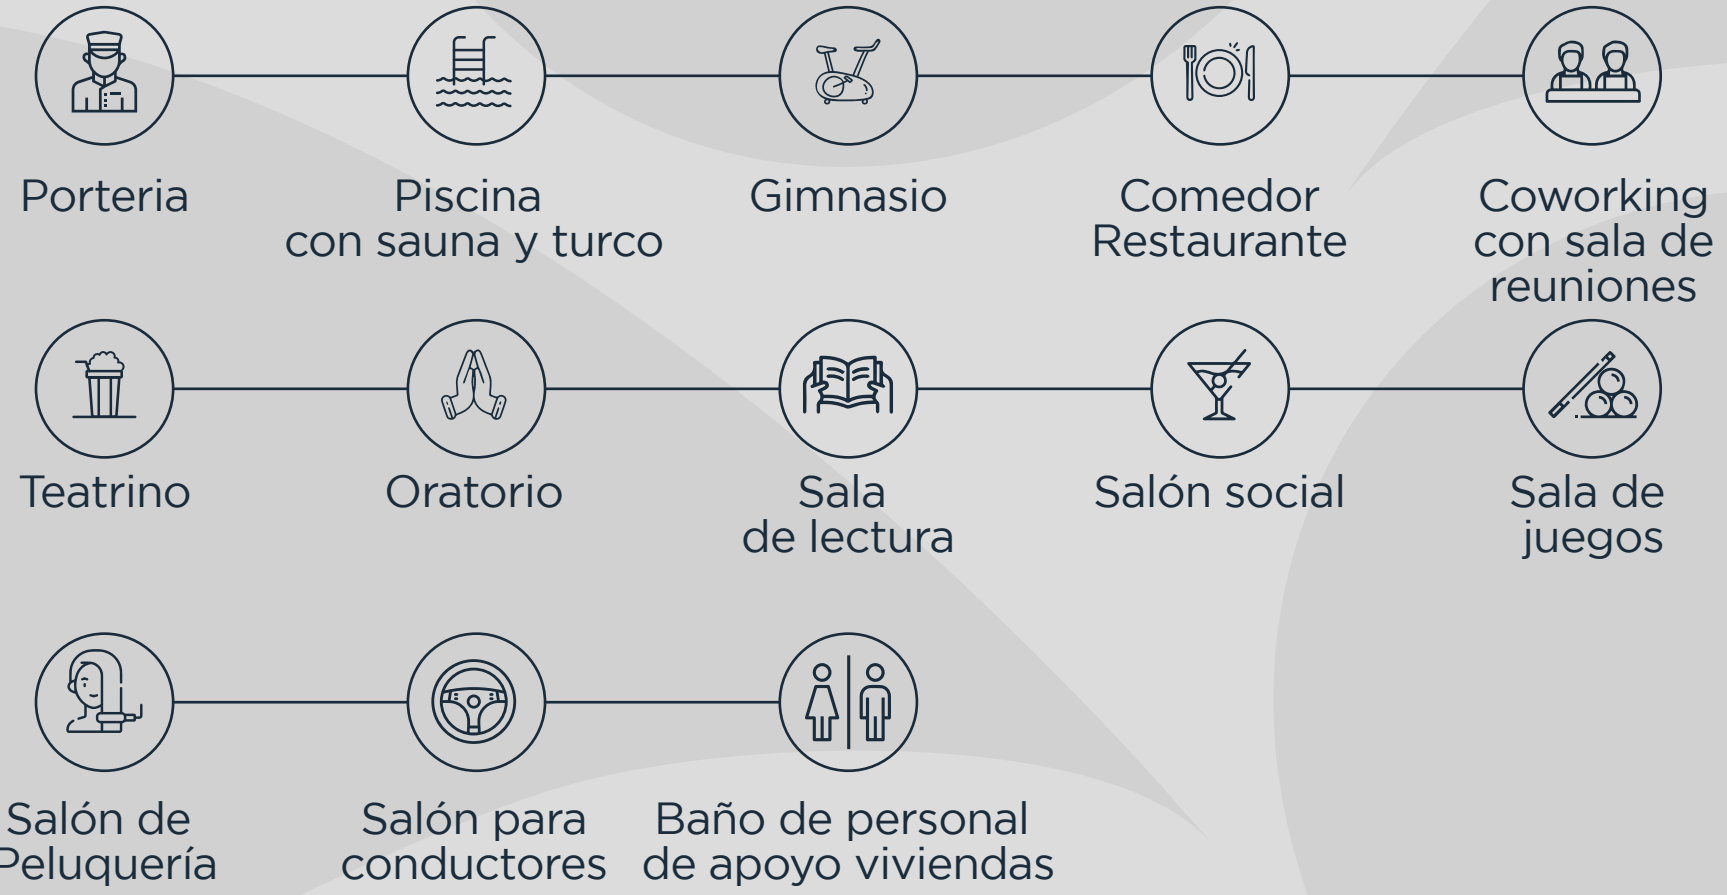 Porteria
Piscina
con sauna y turco
Gimnasio
Comedor
Restaurante
Coworking
con sala de
reuniones
Teatrino
Oratorio
Sala
de lectura
Salón social
Sala de
juegos
Salón de
Peluquería
Salón para
conductores
Baño de personal
de apoyo viviendas